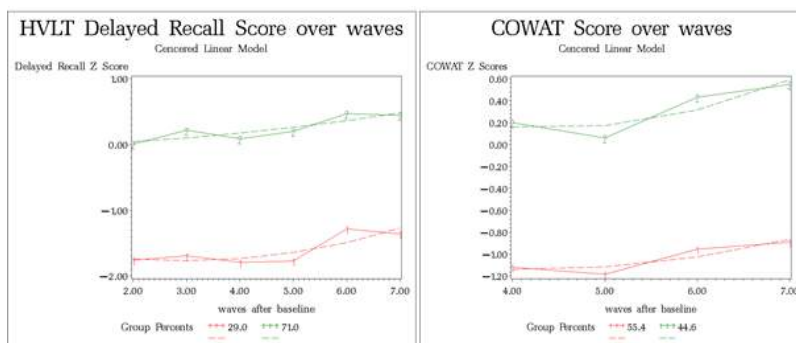 HVLT Delayed Recall Score over waves
Cencered Linear Model
Delayed Recall Z Score
1.00
0.00
−1.00
−2.00
2.00 3.00 4.00 5.00 6.00 7.00
waves after baseline
Group Percents 29.0 71.0
COWAT Score over waves
Cencered Linear Model
COWAT Z Scores
0.60
0.40
0.20
0.00
−0.20
−0.40
−0.60
−0.80
−1.00
−1.20
4.00 5.00 6.00 7.00
waves after baseline
Group Percents 55.4 44.6